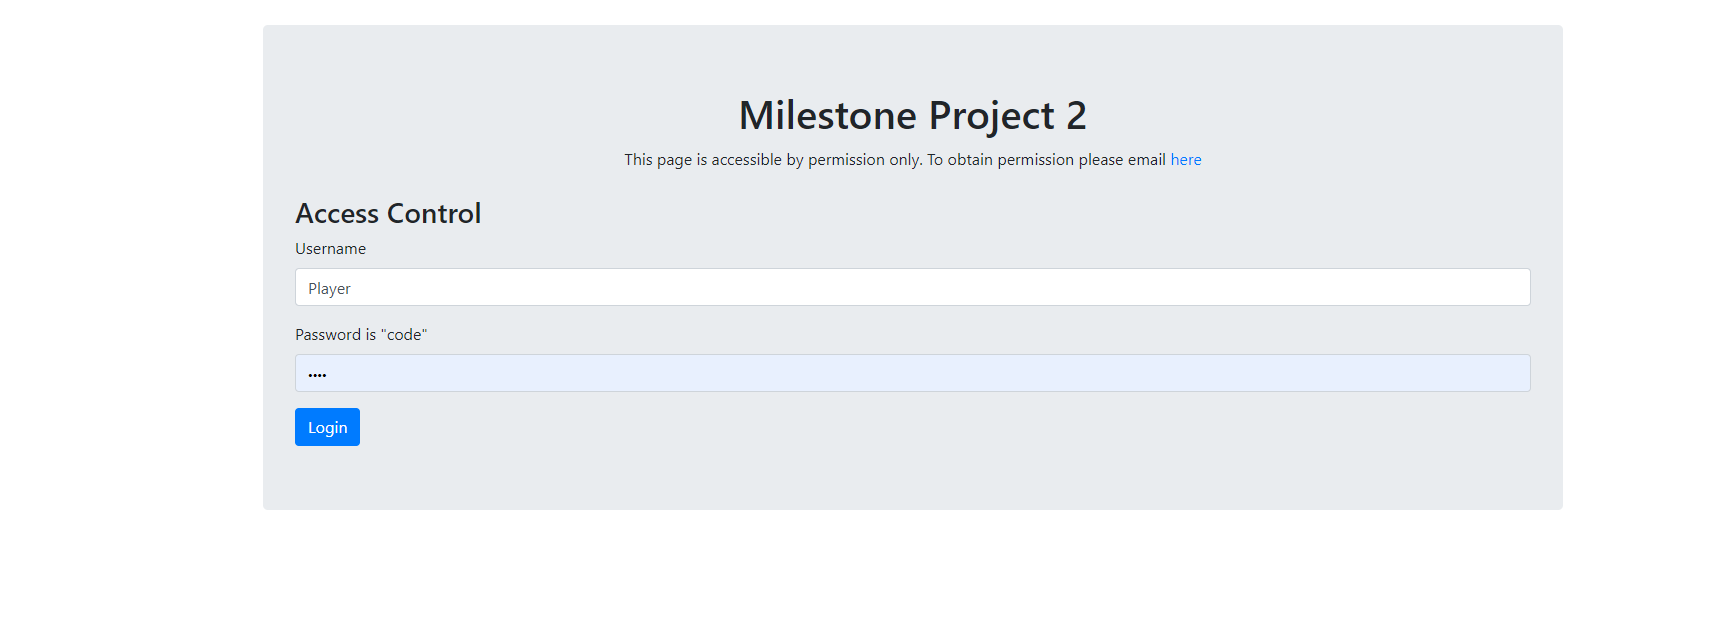 Milestone Project 2
This page is accessible by permission only. To obtain permission please email here
Access Control
Username
Player
Password is "code"
••••
Login